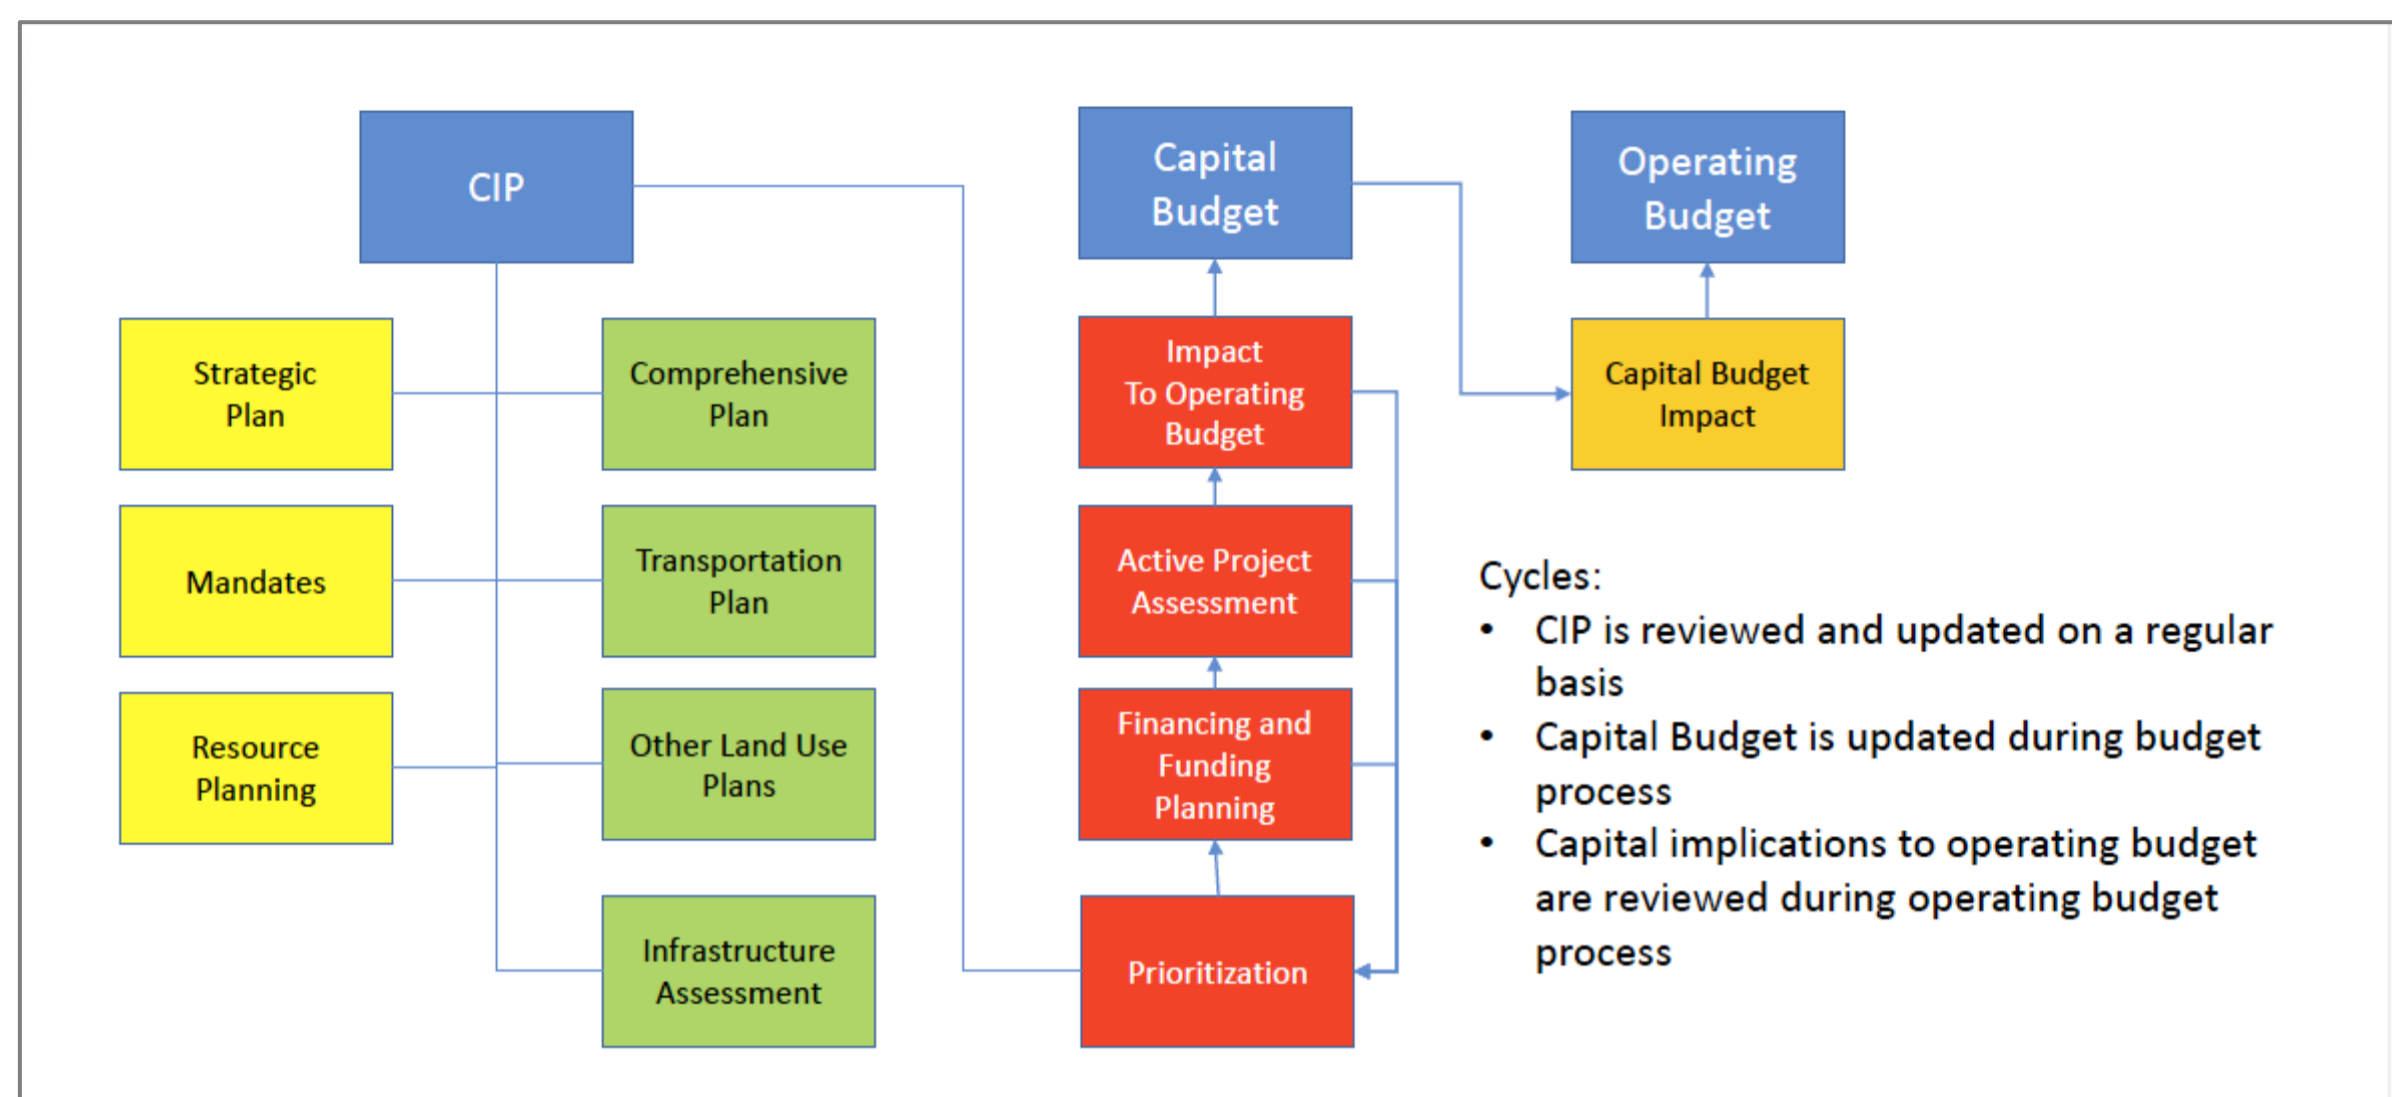 CIP
Strategic
Plan
Comprehensive
Plan
Mandates
Transportation
Plan
Resource
Planning
Other Land Use
Plans
Infrastructure
Assessment
Capital
Budget
Impact
To Operating
Budget
Active Project
Assessment
Financing and
Funding
Planning
Prioritization
Operating
Budget
Capital Budget
Impact
Cycles:
• CIP is reviewed and updated on a regular
basis
• Capital Budget is updated during budget
process
• Capital implications to operating budget
are reviewed during operating budget
process